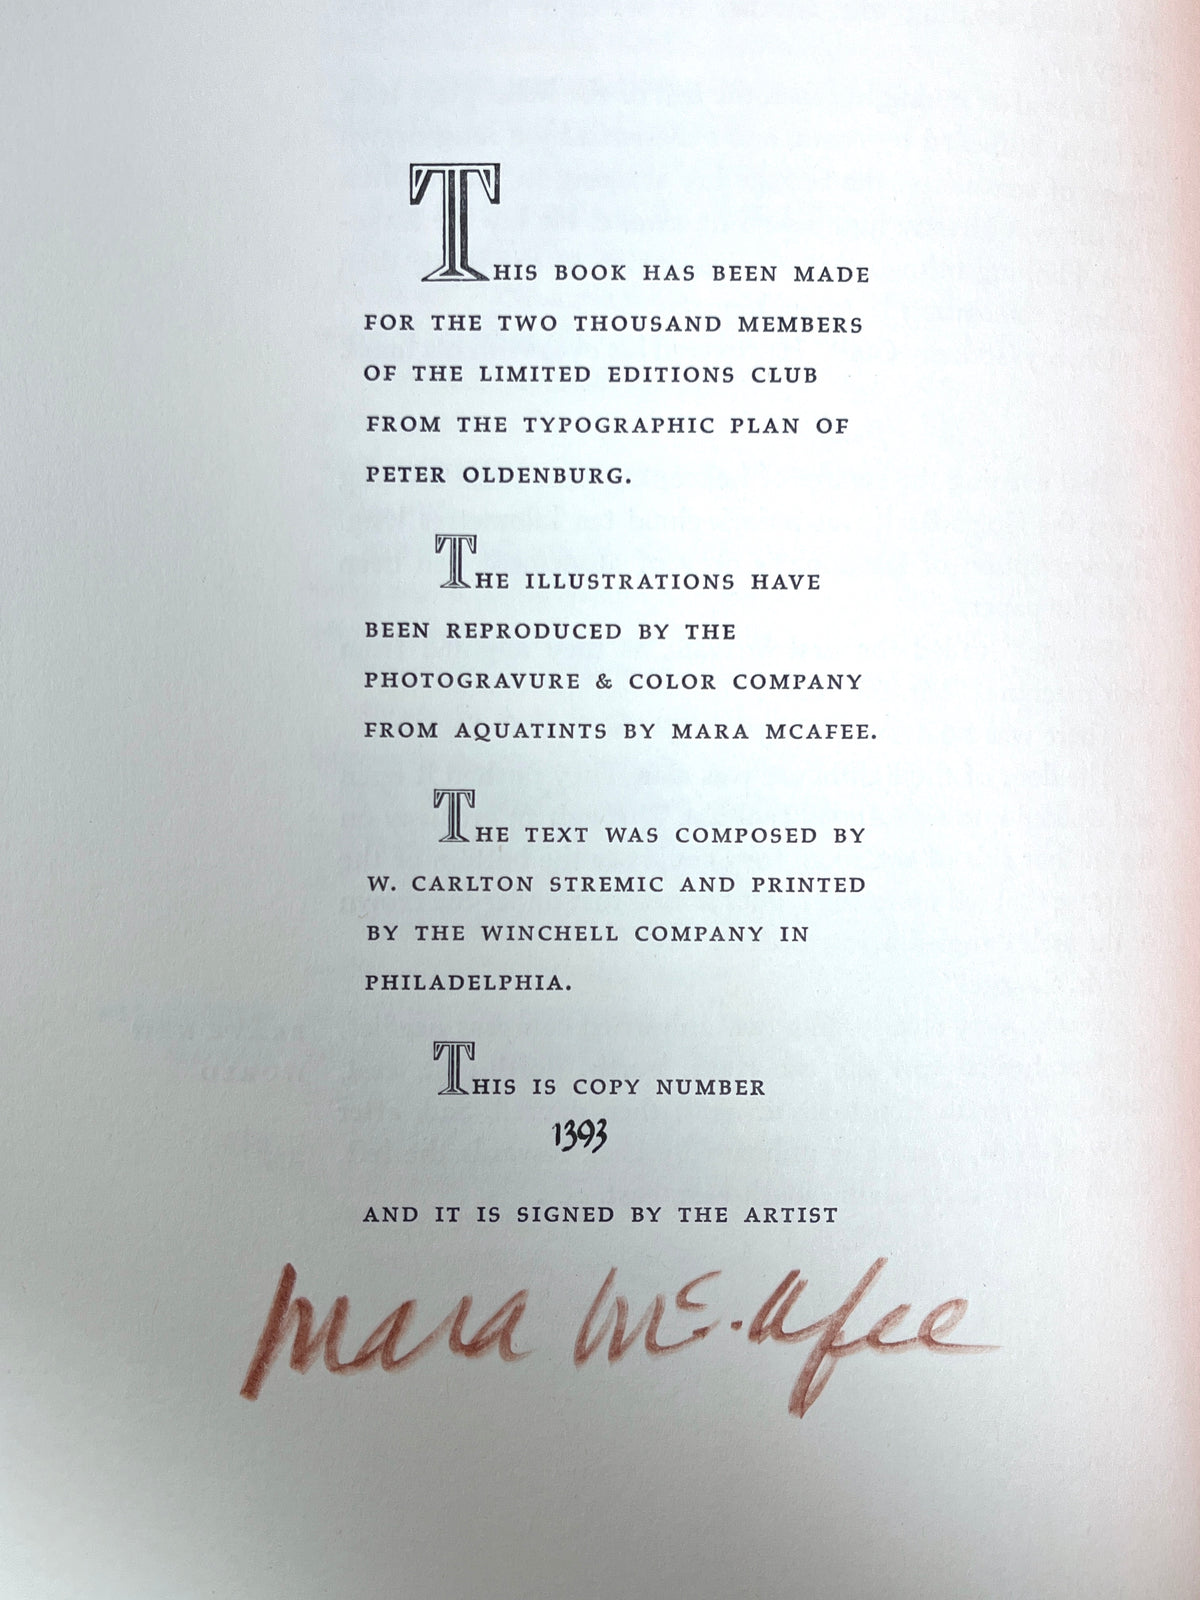 THIS BOOK HAS BEEN MADE
FOR THE TWO THOUSAND MEMBERS
OF THE LIMITED EDITIONS CLUB
FROM THE TYPOGRAPHIC PLAN OF
PETER OLDENBURG.
THE ILLUSTRATIONS HAVE
BEEN REPRODUCED BY THE
PHOTOGRAVURE & COLOR COMPANY
FROM AQUATINTS BY MARA MCAFEE.
THE TEXT WAS COMPOSED BY
W. CARLTON STREMIC AND PRINTED
BY THE WINCHELL COMPANY IN
PHILADELPHIA.
THIS IS COPY NUMBER
1393
AND IT IS SIGNED BY THE ARTIST
Mara McAfee